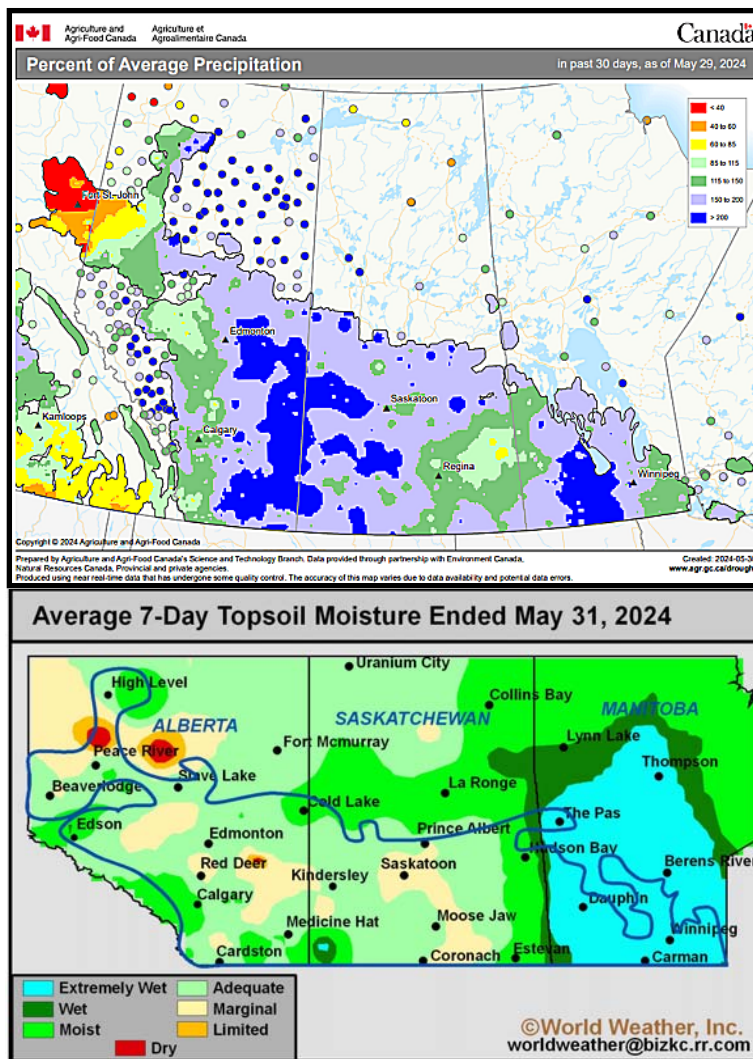 Agriculture and Agriculture et
Agri-Food Canada Agroalimentaire Canada
Canada
Percent of Average Precipitation
in past 30 days, as of May 29, 2024
< 40
40 to 60
60 to 85
85 to 115
115 to 150
150 to 200
> 200
Fort St-John
Edmonton
Saskatoon
Kamloops
Calgary
Regina
Winnipeg
Copyright © 2024 Agriculture and Agri-Food Canada
Prepared by Agriculture and Agri-Food Canada's Science and Technology Branch. Data provided through partnership with Environment Canada,
Created: 2024-05-30
Natural Resources Canada, Provincial and private agencies.
www.agr.gc.ca/drough
Produced using near real-time data that has undergone some quality control. The accuracy of this map varies due to data availability and potential data errors.
Average 7-Day Topsoil Moisture Ended May 31, 2024
Uranium City
High Level
Collins Bay
ALBERTA
SASKATCHEWAN
MANITOBA
Lynn Lake
Fort Mcmurray
Peace River
Thompson
Slave Lake
La Ronge
Beaverlodge
Cold Lake
The Pas
Edson
Edmonton
Prince Albert
Hudson Bay
Red Deer
Saskatoon
Berens River
Kindersley
Calgary
Dauphin
Medicine Hat
Moose Jaw
Winnipeg
Cardston
Coronach
Estevan
Carman
Extremely Wet
Adequate
Wet
Marginal
Moist
Limited
Dry
©World Weather, Inc.
worldweather@bizkc.rr.com